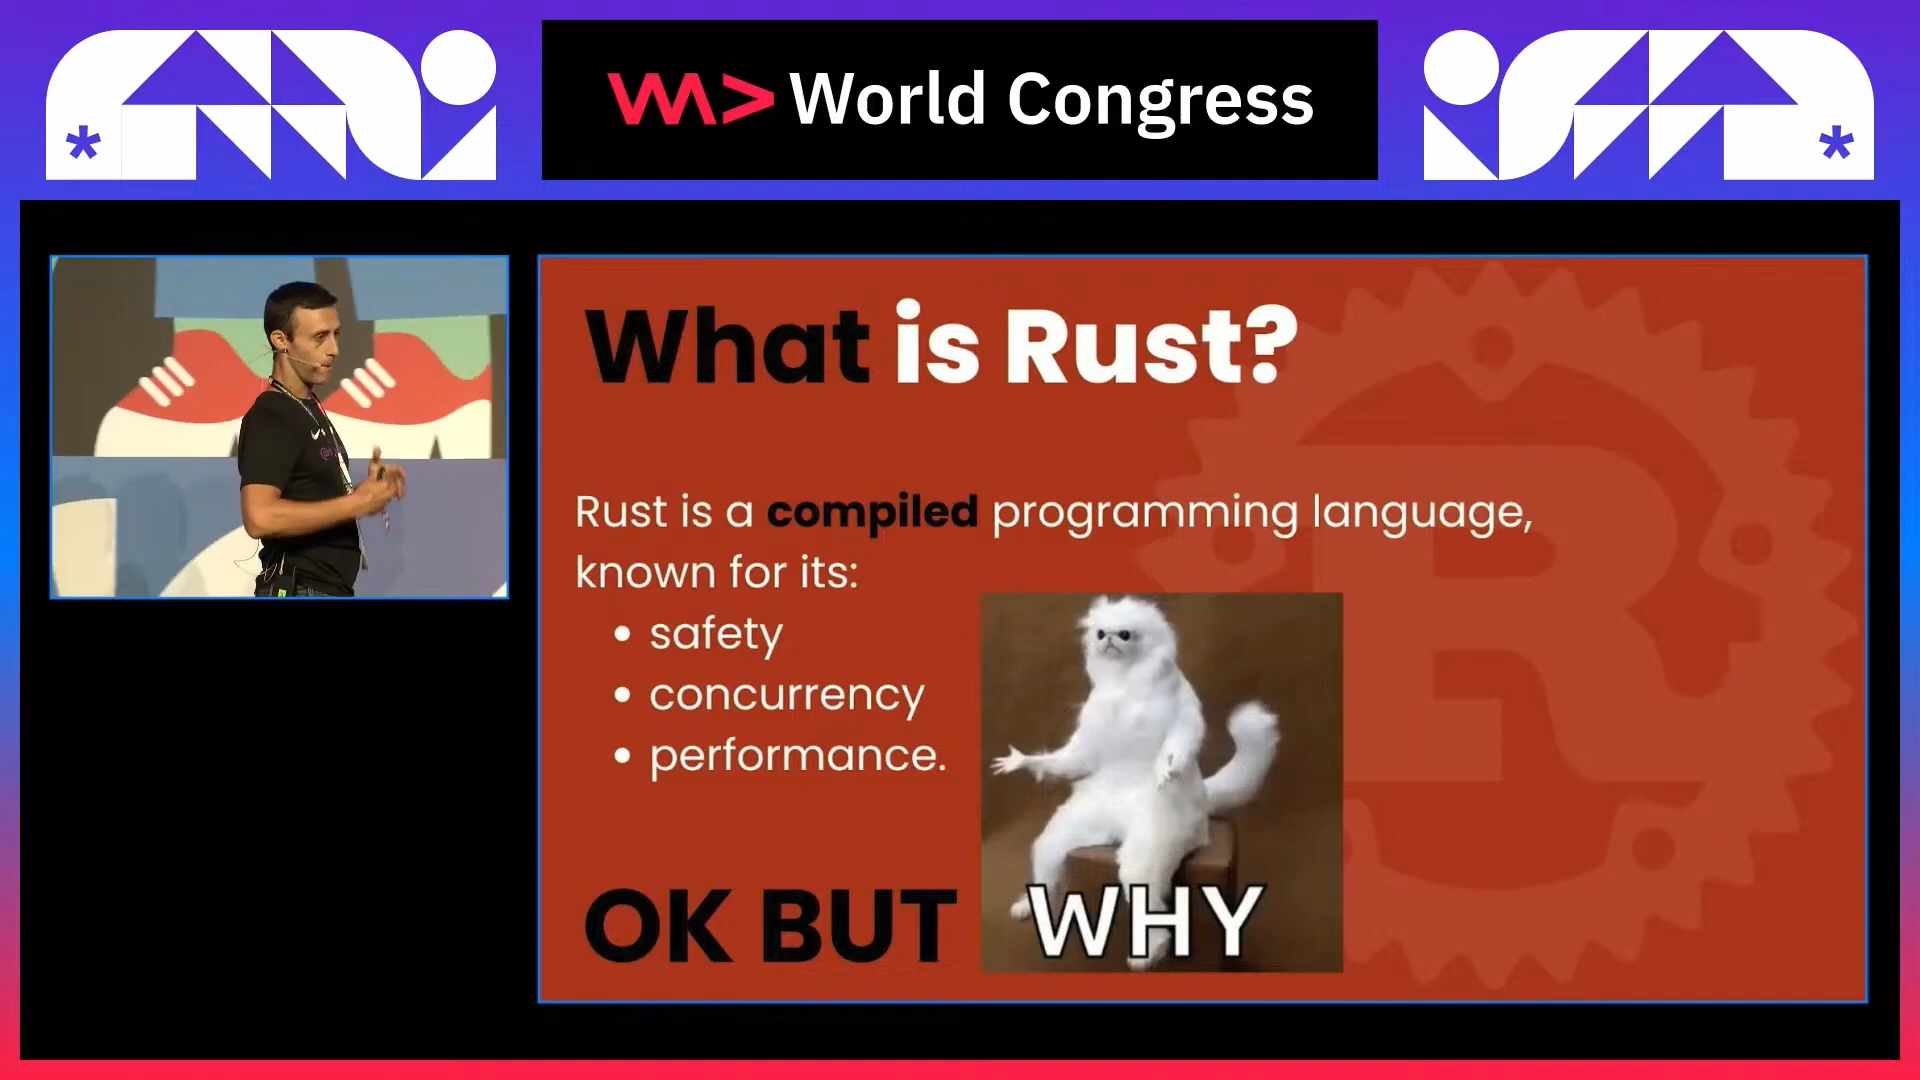 World Congress
What is Rust?
Rust is a compiled programming language,
known for its:
• safety
• concurrency
• performance.
OK BUT WHY